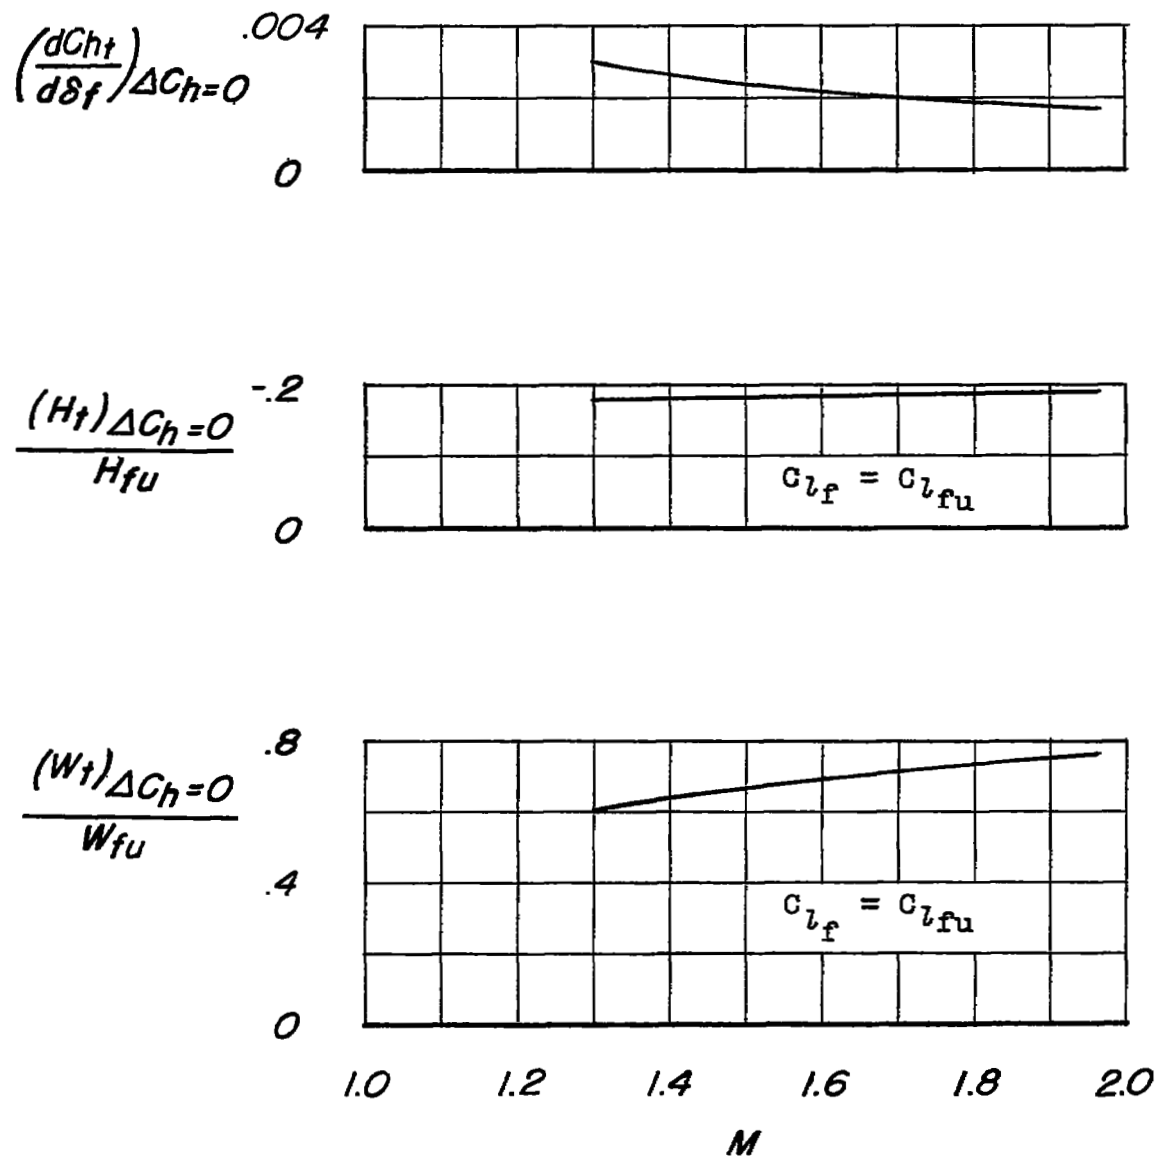 .004
(dCht/dδf)ΔCh=0
0
-.2
(Ht)ΔCh=0
Hfu
Clf = Clfu
0
.8
(Wt)ΔCh=0
Wfu
.4
Clf = Clfu
0
1.0 1.2 1.4 1.6 1.8 2.0
M